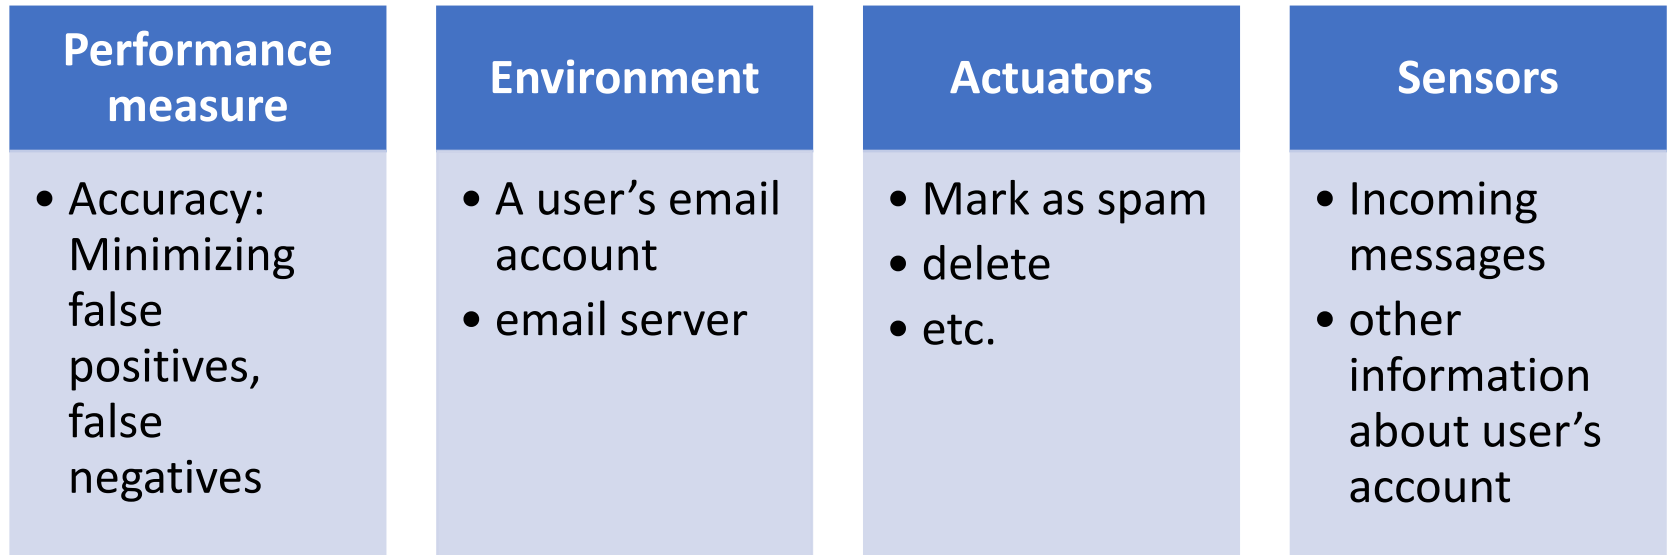 Performance
measure
• Accuracy:
Minimizing
false
positives,
false
negatives
Environment
• A user’s email
account
• email server
Actuators
• Mark as spam
• delete
• etc.
Sensors
• Incoming
messages
• other
information
about user’s
account